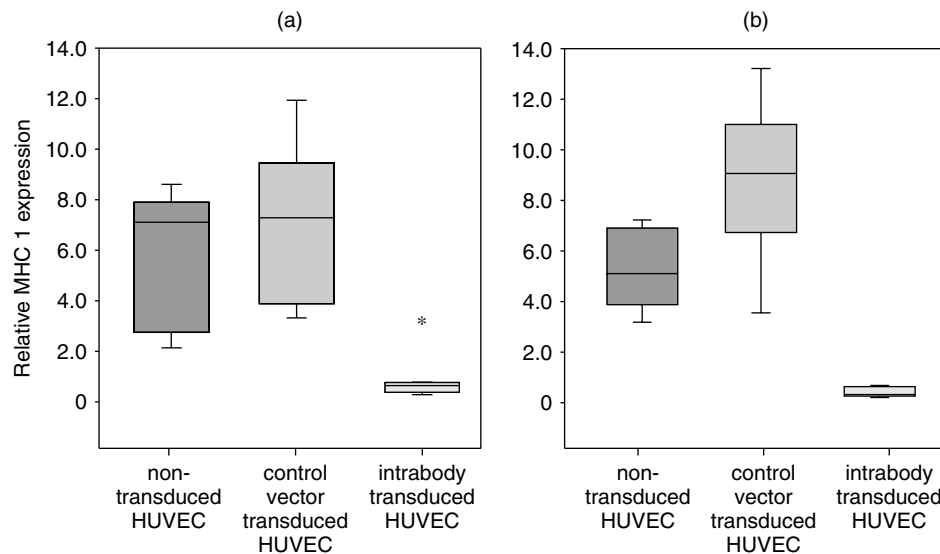 (a)
(b)
Relative MHC 1 expression
14.0
12.0
10.0
8.0
6.0
4.0
2.0
0
*
non-
transduced
HUVEC
control
vector
transduced
HUVEC
intrabody
transduced
HUVEC
14.0
12.0
10.0
8.0
6.0
4.0
2.0
0
non-
transduced
HUVEC
control
vector
transduced
HUVEC
intrabody
transduced
HUVEC